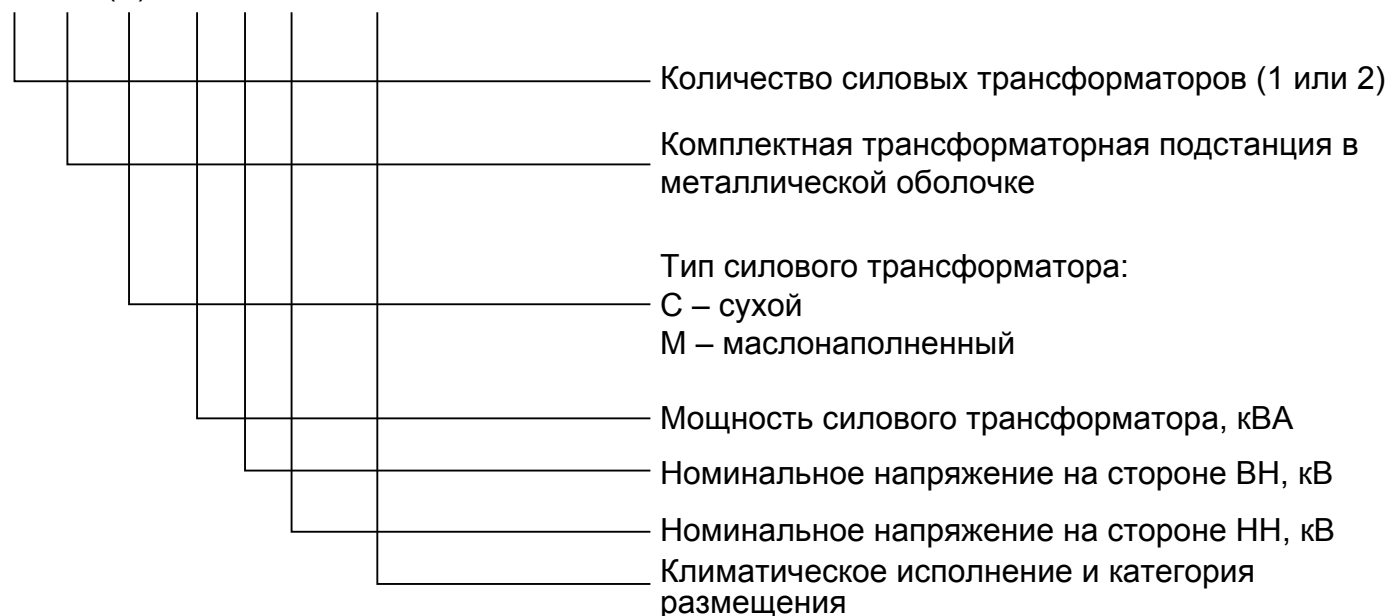 Количество силовых трансформаторов (1 или 2)
Комплектная трансформаторная подстанция в
металлической оболочке
Тип силового трансформатора:
С – сухой
М – маслонаполненный
Мощность силового трансформатора, кВА
Номинальное напряжение на стороне ВН, кВ
Номинальное напряжение на стороне НН, кВ
Климатическое исполнение и категория
размещения